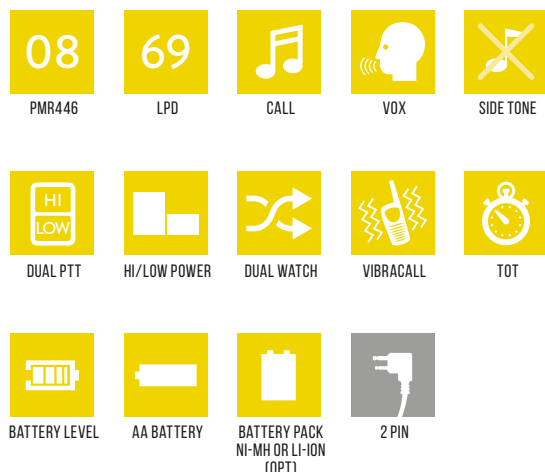 08
69
PMR446
LPD
CALL
VOX
SIDE TONE
HI
LOW
DUAL PTT
HI/LOW POWER
DUAL WATCH
VIBRACALL
TOT
BATTERY LEVEL
AA BATTERY
BATTERY PACK
NI-MH OR LI-ION
(OPT)
2 PIN